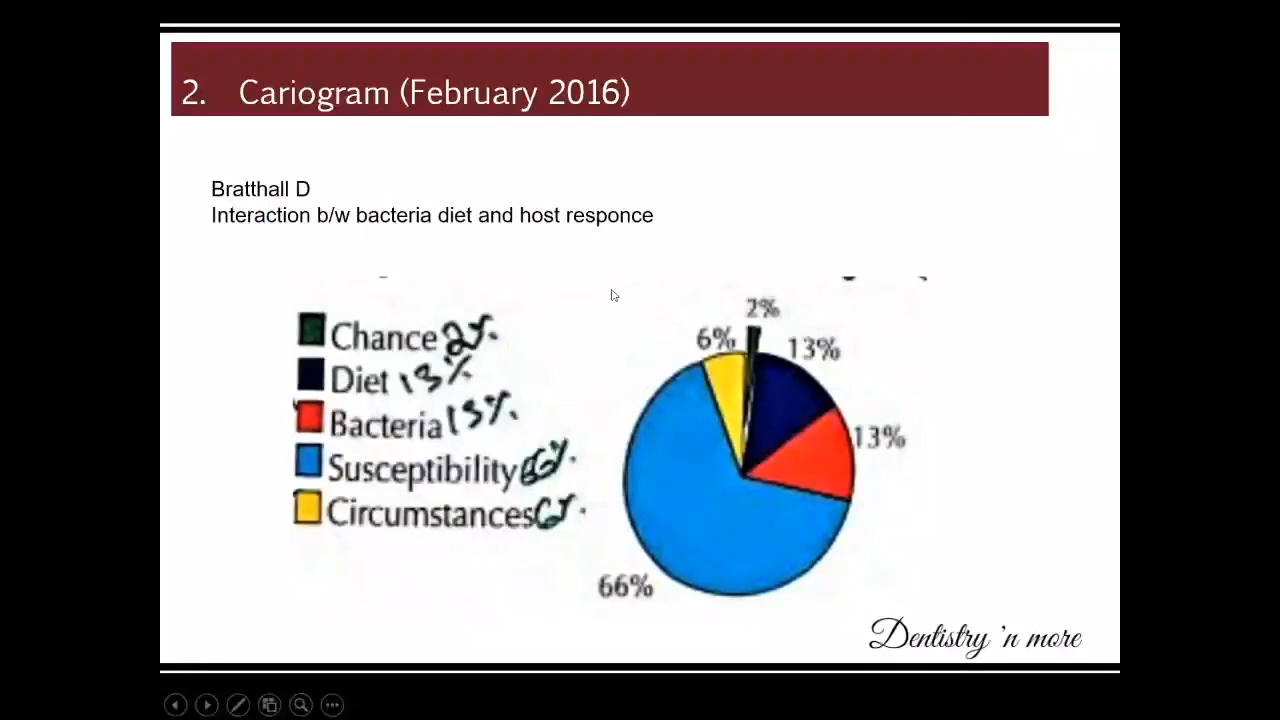 2. Cariogram (February 2016)
Bratthall D
Interaction b/w bacteria diet and host responce
Chance 2%
Diet 13%
Bacteria 13%
Susceptibility 66%
Circumstances 6%
2%
6%
13%
13%
66%
Dentistry 'n more